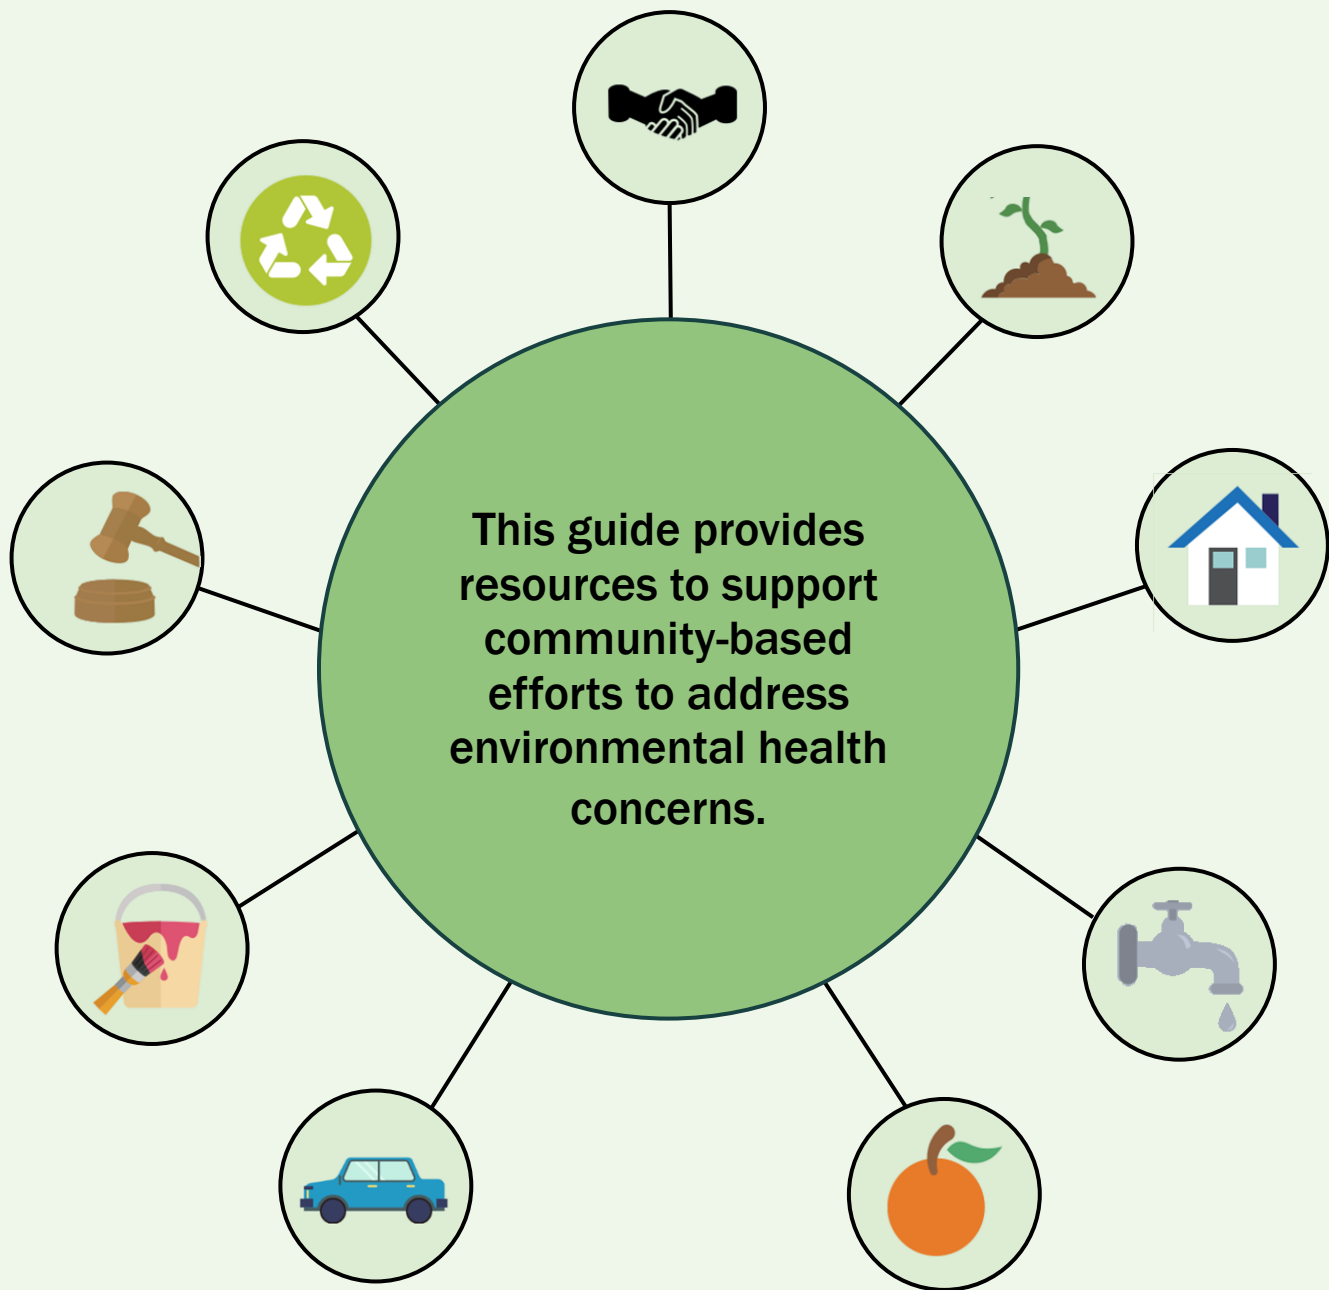 This guide provides
resources to support
community-based
efforts to address
environmental health
concerns.